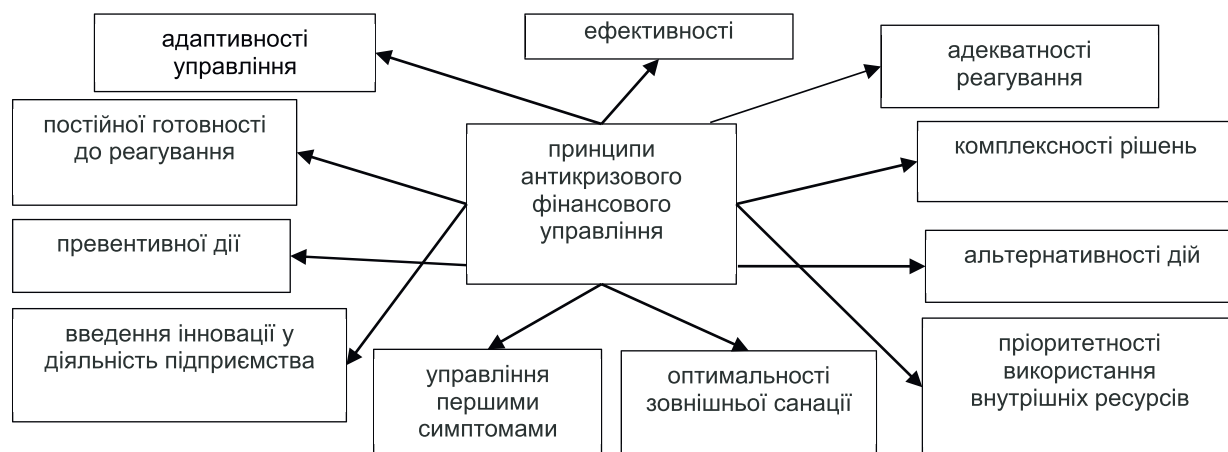 адаптивності
управління
ефективності
адекватності
реагування
постійної готовності
до реагування
принципи
антикризового
фінансового
управління
комплексності рішень
превентивної дії
альтернативності дій
введення інновації у
діяльність підприємства
управління
першими
симптомами
оптимальності
зовнішньої санації
пріоритетності
використання
внутрішніх ресурсів